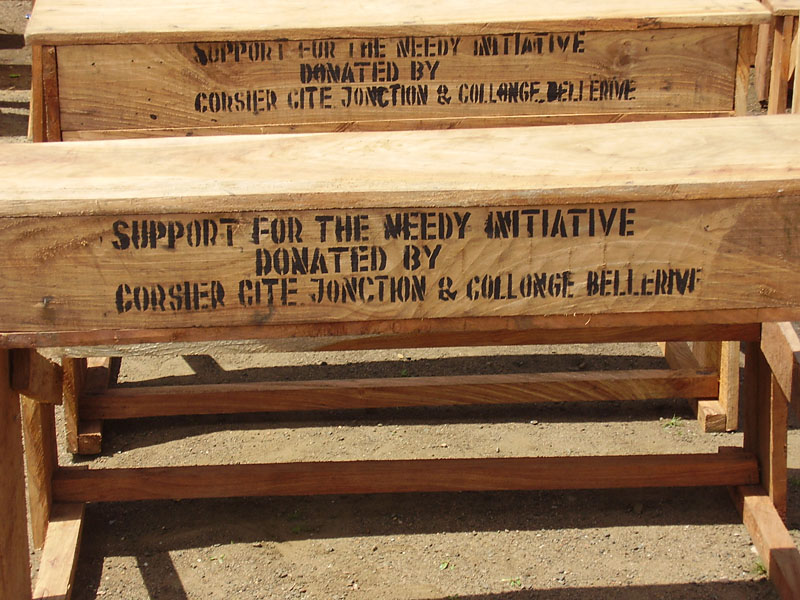 SUPPORT FOR THE NEEDY INITIATIVE
DONATED BY
CORSIER CITE JONCTION & COLLONGE BELLERIVE
SUPPORT FOR THE NEEDY INITIATIVE
DONATED BY
CORSIER CITE JONCTION & COLLONGE BELLERIVE